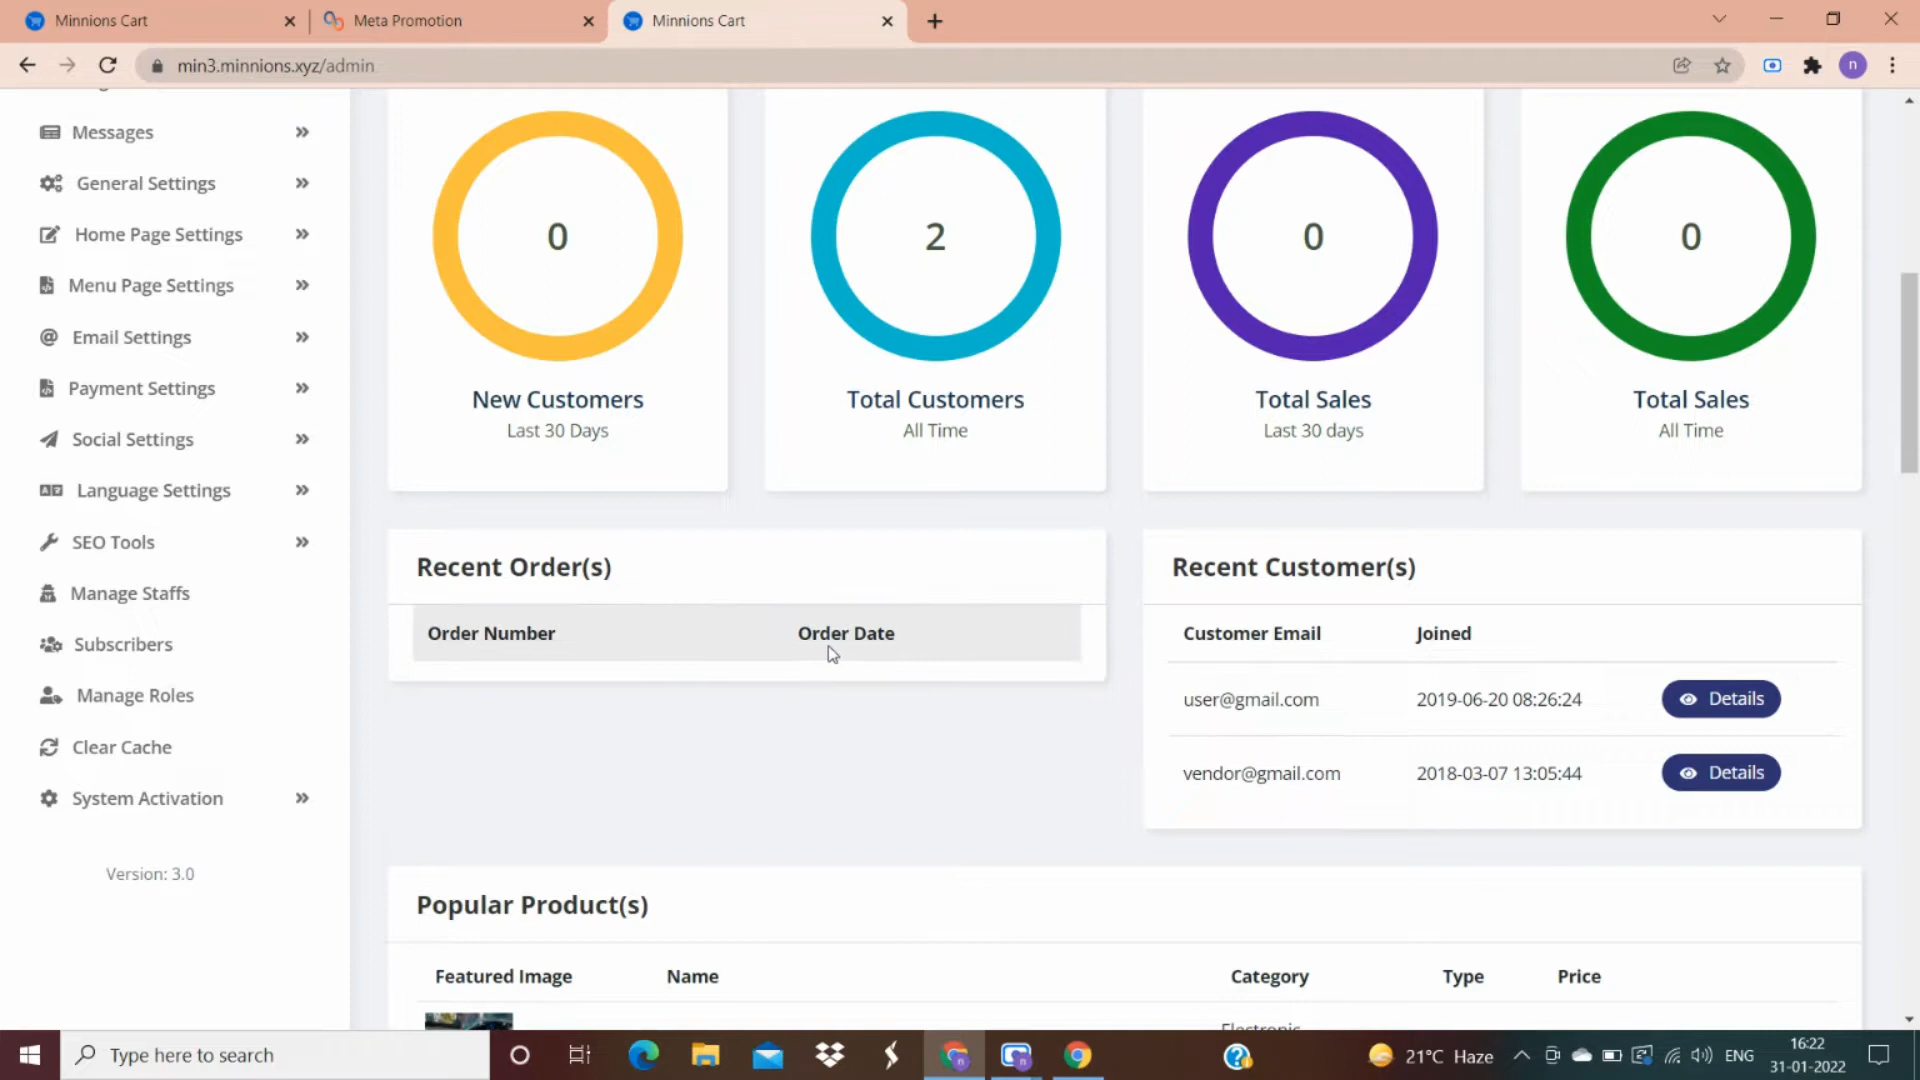 Minnions Cart
Meta Promotion
Minnions Cart
min3.minnions.xyz/admin
n
Messages
General Settings
Home Page Settings
Menu Page Settings
Email Settings
Payment Settings
Social Settings
Language Settings
SEO Tools
Manage Staffs
Subscribers
Manage Roles
Clear Cache
System Activation
Version: 3.0
0
New Customers
Last 30 Days
2
Total Customers
All Time
0
Total Sales
Last 30 days
0
Total Sales
All Time
Recent Order(s)
Order Number Order Date
Recent Customer(s)
Customer Email Joined
user@gmail.com 2019-06-20 08:26:24 Details
vendor@gmail.com 2018-03-07 13:05:44 Details
Popular Product(s)
Featured Image Name Category Type Price
Electronic
Type here to search
21°C Haze
ENG
16:22
31-01-2022